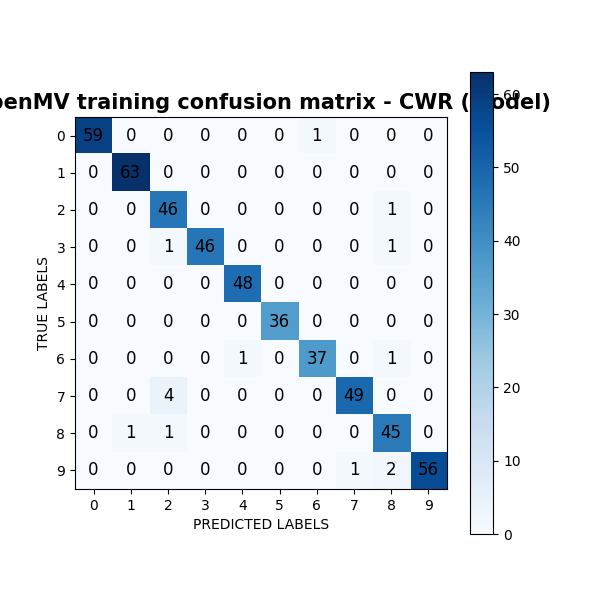 penMV training confusion matrix - CWR ( odel)
0 59 0 0 0 0 0 1 0 0 0
1 0 63 0 0 0 0 0 0 0 0
2 0 0 46 0 0 0 0 0 1 0
3 0 0 1 46 0 0 0 0 1 0
4 0 0 0 0 48 0 0 0 0 0
5 0 0 0 0 0 36 0 0 0 0
6 0 0 0 0 1 0 37 0 1 0
7 0 0 4 0 0 0 0 49 0 0
8 0 1 1 0 0 0 0 0 45 0
9 0 0 0 0 0 0 0 1 2 56
0 1 2 3 4 5 6 7 8 9
TRUE LABELS
PREDICTED LABELS
60
50
40
30
20
10
0